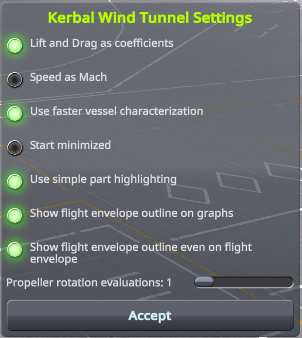 Kerbal Wind Tunnel Settings
Lift and Drag as coefficients
Speed as Mach
Use faster vessel characterization
Start minimized
Use simple part highlighting
Show flight envelope outline on graphs
Show flight envelope outline even on flight
envelope
Propeller rotation evaluations: 1
Accept